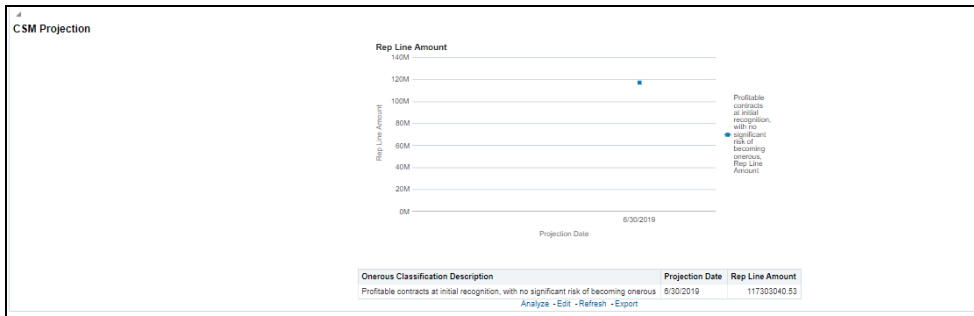 CSM Projection
Rep Line Amount
140M
120M
100M
80M
60M
40M
20M
0M
Rep Line Amount
6/30/2019
Projection Date
Profitable
contracts
at initial
recognition,
with no
significant
risk of
becoming
onerous,
Rep Line
Amount
Onerous Classification Description Projection Date Rep Line Amount
Profitable contracts at initial recognition, with no significant risk of becoming onerous 6/30/2019 117303040.53
Analyze - Edit - Refresh - Export